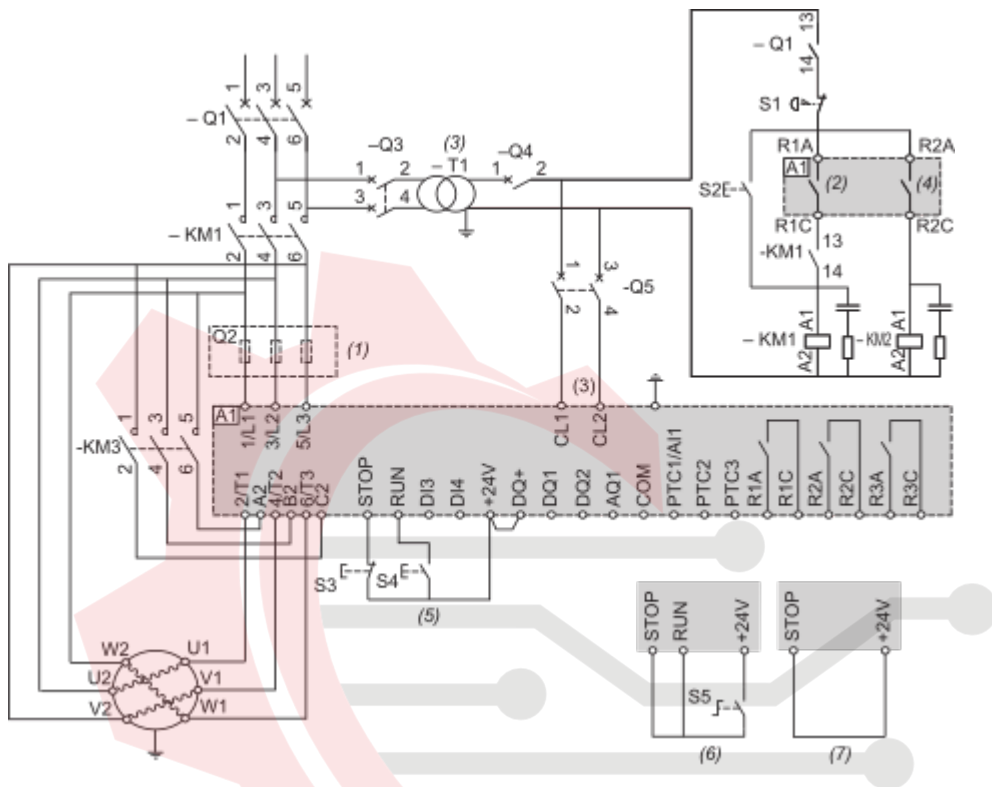 13
– Q1
14
S1
1 3 5
– Q1
2 4 6
–Q3
1 2
3 4
(3)
– T1
–Q4
1 2
R1A R2A
A1
S2
(2) (4)
R1C R2C
1 3 5
– KM1
2 4 6
-KM1
13
14
1 3
-Q5
2 4
Q2
(1)
– KM1
A1
A2
– KM2
A1
A2
(3)
A1
1/L1 3/L2 5/L3 CL1 CL2
1 3 5
-KM3
2 4 6
2/T1 A2 4/T2 B2 6/T3 C2 STOP RUN DI3 DI4 +24V DQ+ DQ1 DQ2 AQ1 COM PTC1/AI1 PTC2 PTC3 R1A R1C R2A R2C R3A R3C
S3 S4
(5)
STOP RUN +24V
S5
(6)
STOP +24V
(7)
W2 U1
U2 V1
V2 W1